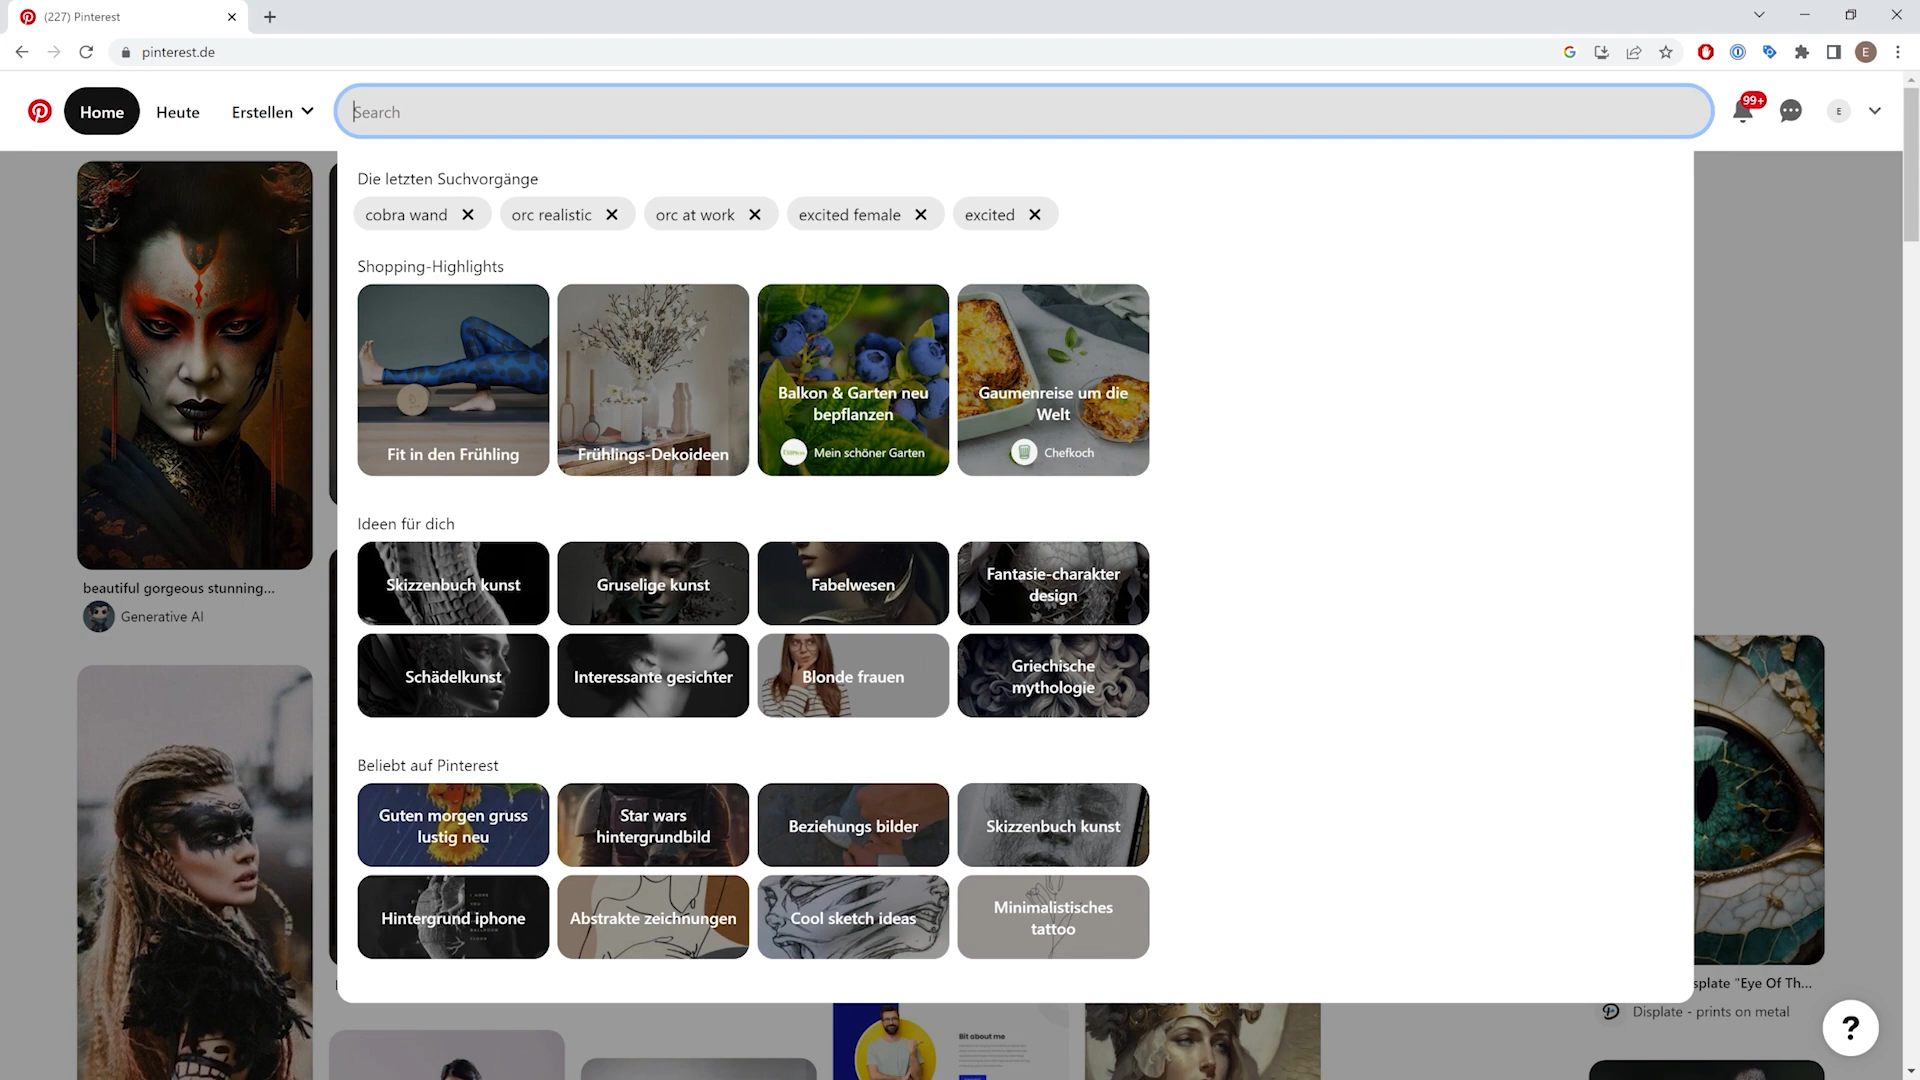 (227) Pinterest
pinterest.de
E
Home
Heute
Erstellen
Search
99+
E
Die letzten Suchvorgänge
cobra wand
orc realistic
orc at work
excited female
excited
Shopping-Highlights
Fit in den Frühling
Frühlings-Dekoideen
Balkon & Garten neu
bepflanzen
Mein schöner Garten
Gaumenreise um die
Welt
Chefkoch
Ideen für dich
Skizzenbuch kunst
Gruselige kunst
Fabelwesen
Fantasie-charakter
design
Schädelkunst
Interessante gesichter
Blonde frauen
Griechische
mythologie
Beliebt auf Pinterest
Guten morgen gruss
lustig neu
Star wars
hintergrundbild
Beziehungs bilder
Skizzenbuch kunst
Hintergrund iphone
Abstrakte zeichnungen
Cool sketch ideas
Minimalistisches
tattoo
beautiful gorgeous stunning...
Generative AI
splate "Eye Of Th...
Displate - prints on metal
Bit about me
?